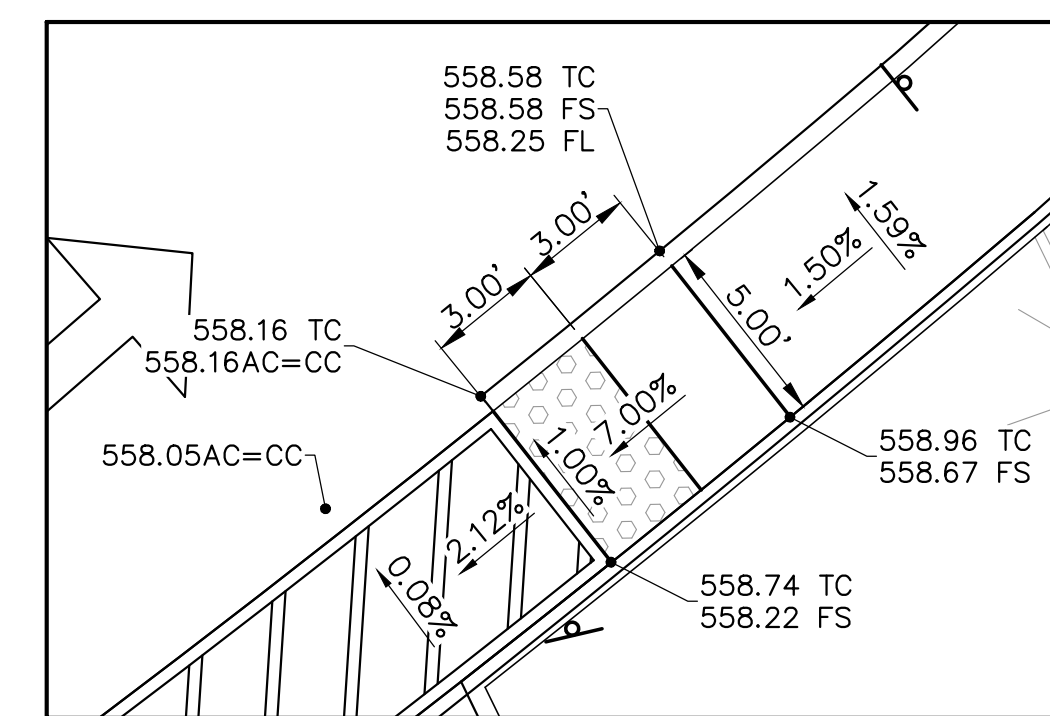 558.58 TC
558.58 FS
558.25 FL
3.00'
3.00'
1.59%
1.50%
5.00'
558.16 TC
558.16AC=CC
7.00%
1.00%
558.05AC=CC
558.96 TC
558.67 FS
2.12%
0.08%
558.74 TC
558.22 FS